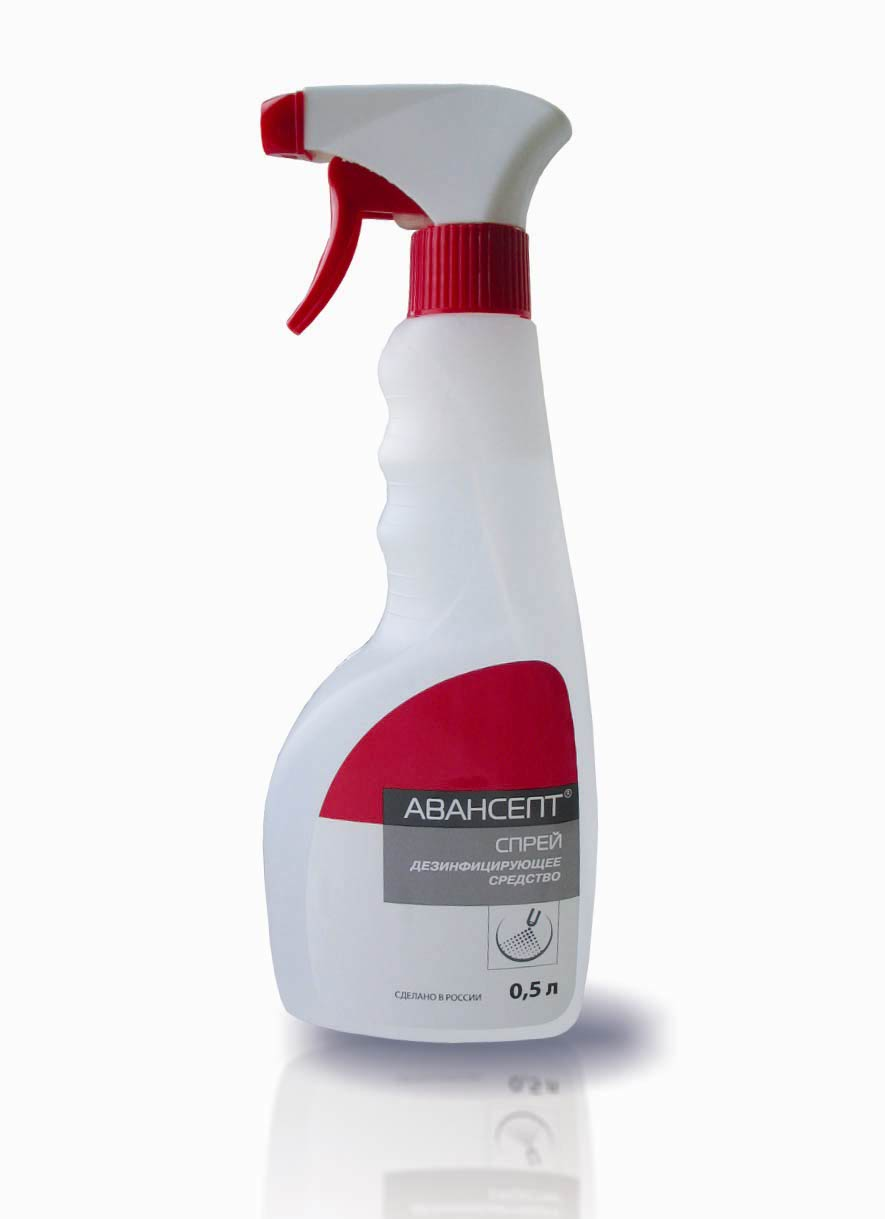 АВАНСЕПТ®
СПРЕЙ
ДЕЗИНФИЦИРУЮЩЕЕ
СРЕДСТВО
СДЕЛАНО В РОССИИ
0,5 л